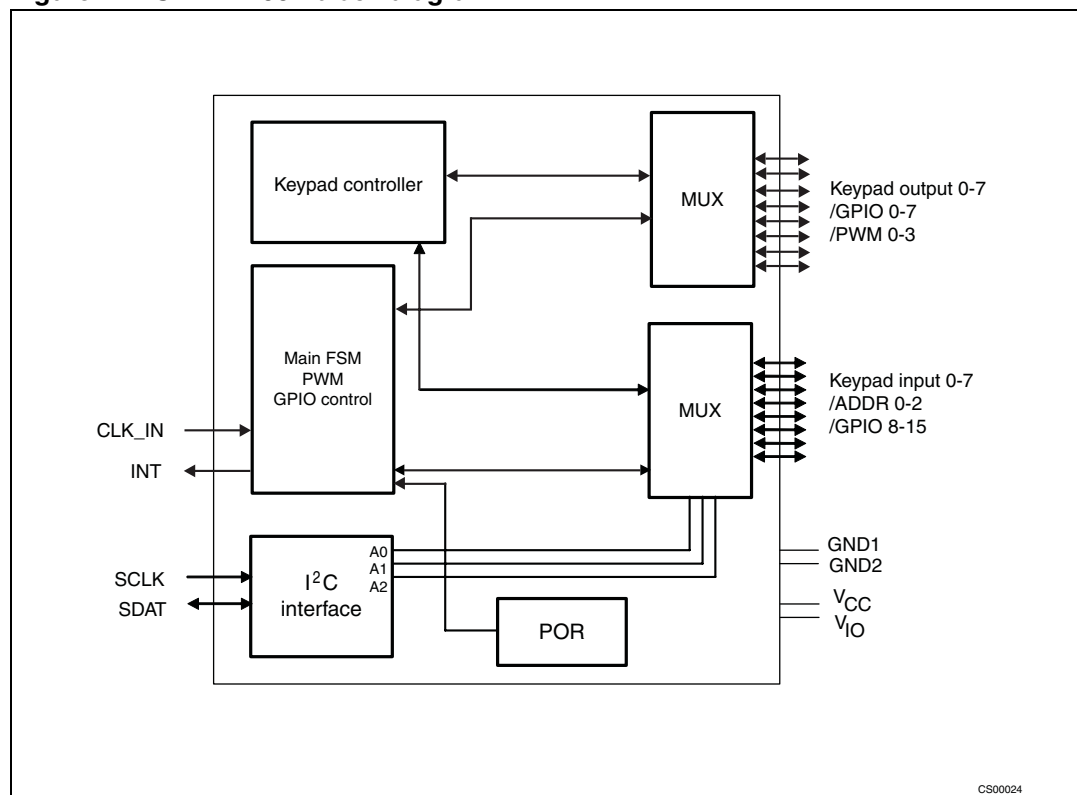 Keypad controller
MUX
Keypad output 0-7
/GPIO 0-7
/PWM 0-3
Main FSM
PWM
GPIO control
MUX
Keypad input 0-7
/ADDR 0-2
/GPIO 8-15
CLK_IN
INT
SCLK
SDAT
I²C
interface
A0
A1
A2
POR
GND1
GND2
VCC
VIO
CS00024